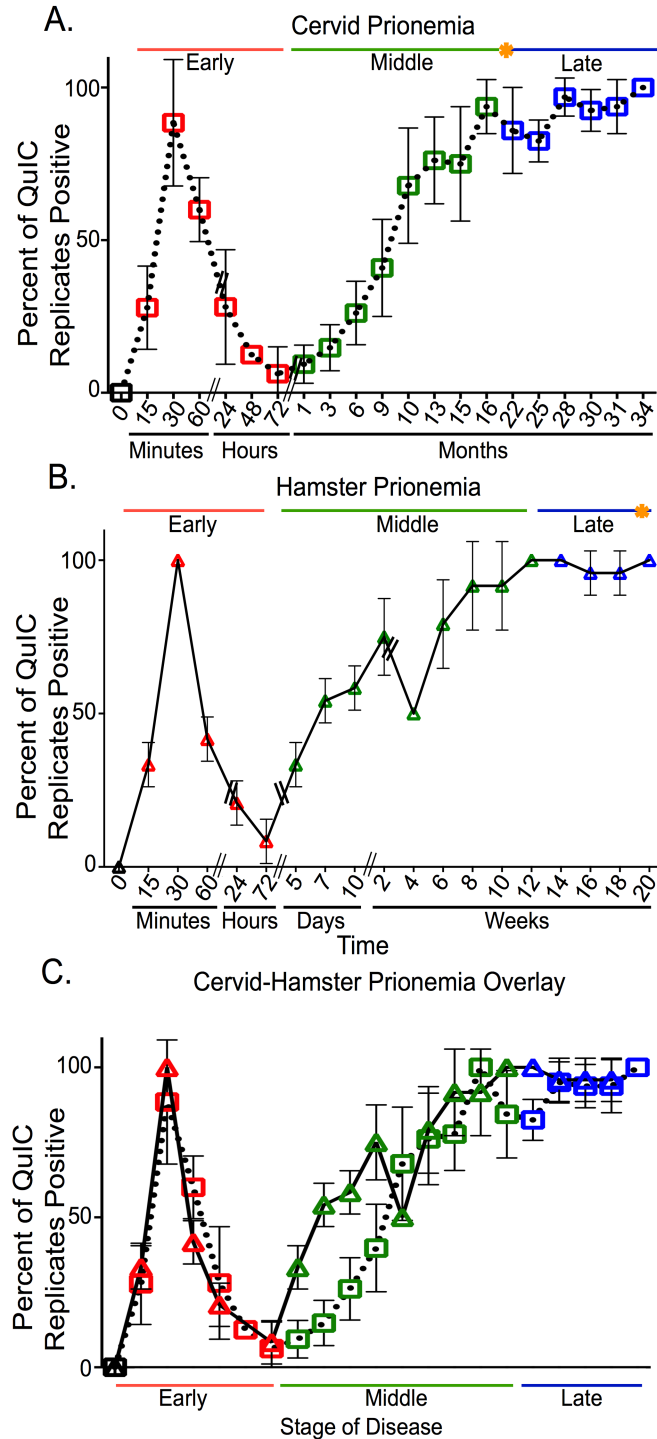 A.
Cervid Prionemia
Early
Middle
Late
Percent of QuIC
Replicates Positive
100
50
0
0 15 30 60 24 48 72 1 3 6 9 10 13 15 16 22 25 28 30 31 34
Minutes Hours Months
B.
Hamster Prionemia
Early
Middle
Late
Percent of QuIC
Replicates Positive
100
50
0
0 15 30 60 24 72 5 7 10 2 4 6 8 10 12 14 16 18 20
Minutes Hours Days Weeks
Time
C.
Cervid-Hamster Prionemia Overlay
Percent of QuIC
Replicates Positive
100
50
0
Early Middle Late
Stage of Disease